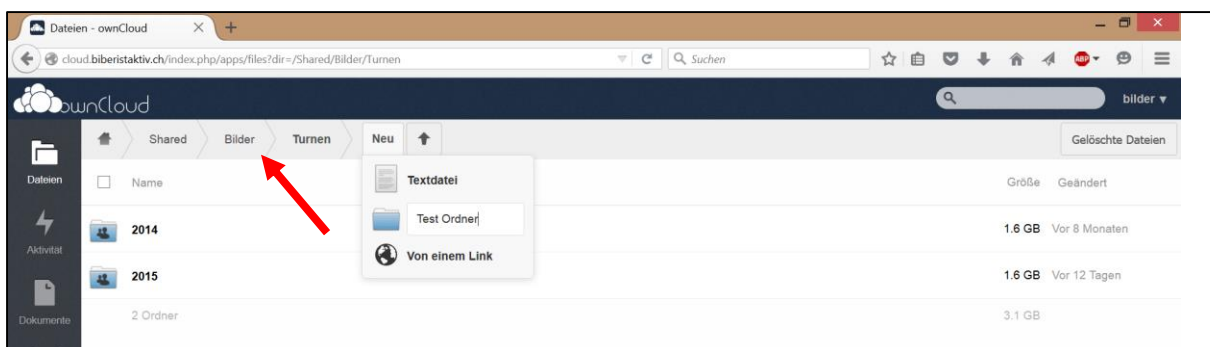 Dateien - ownCloud
cloud.biberistaktiv.ch/index.php/apps/files?dir=/Shared/Bilder/Turnen Suchen ABP
ownCloud bilder
Shared Bilder Turnen Neu Gelöschte Dateien
Dateien
Name Größe Geändert
Textdatei
Test Ordner
Von einem Link
2014 1.6 GB Vor 8 Monaten
Aktivität
2015 1.6 GB Vor 12 Tagen
Dokumente
2 Ordner 3.1 GB